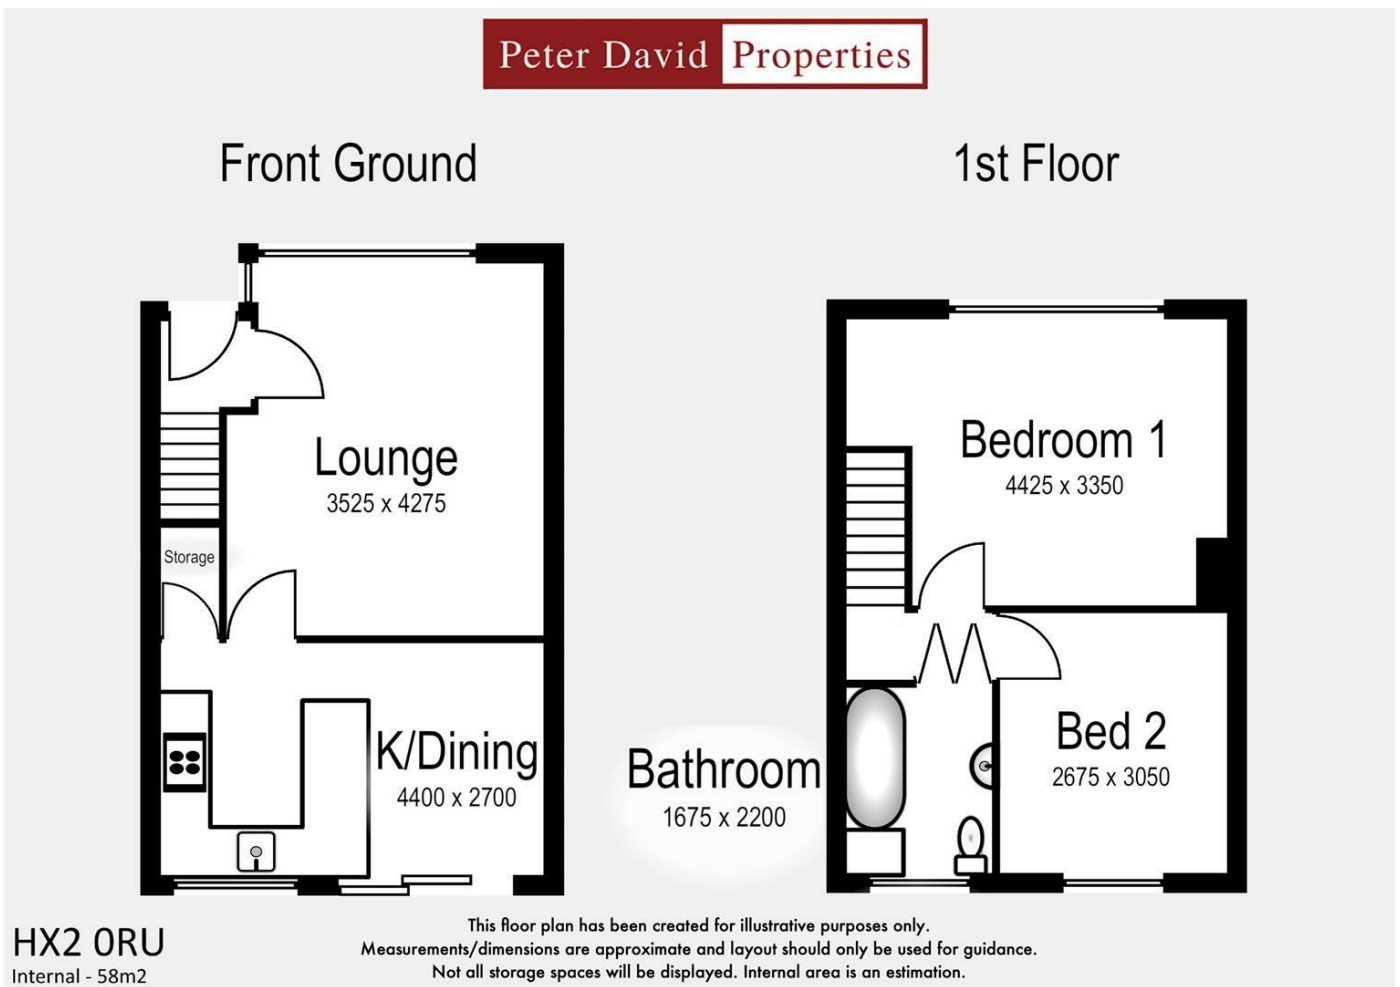 Peter David Properties
Front Ground
1st Floor
Lounge
3525 x 4275
Storage
K/Dining
4400 x 2700
Bedroom 1
4425 x 3350
Bed 2
2675 x 3050
Bathroom
1675 x 2200
HX2 0RU
Internal - 58m2
This floor plan has been created for illustrative purposes only.
Measurements/dimensions are approximate and layout should only be used for guidance.
Not all storage spaces will be displayed. Internal area is an estimation.